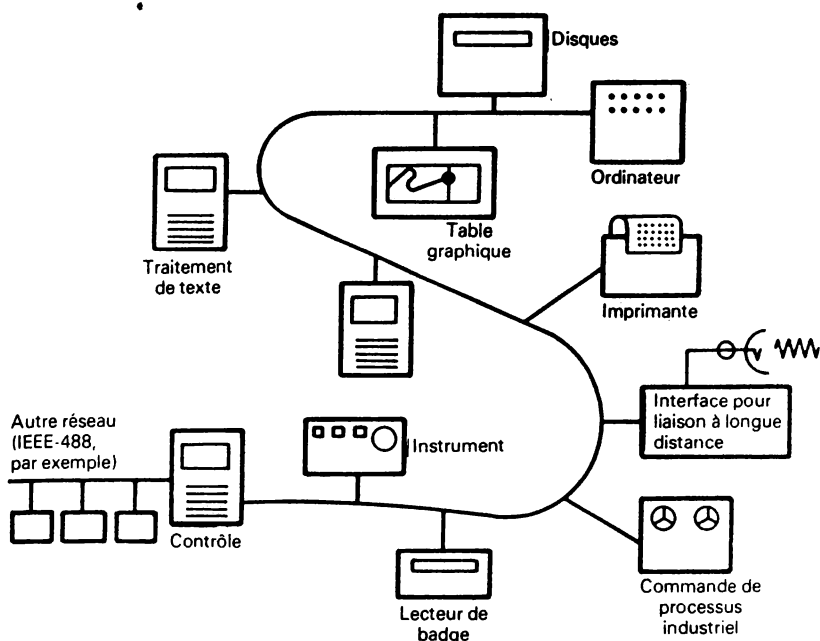 Disques
Ordinateur
Table
graphique
Traitement
de texte
Imprimante
Interface pour
liaison à longue
distance
Autre réseau
(IEEE-488,
par exemple)
Instrument
Contrôle
Commande de
processus
industriel
Lecteur de
badge